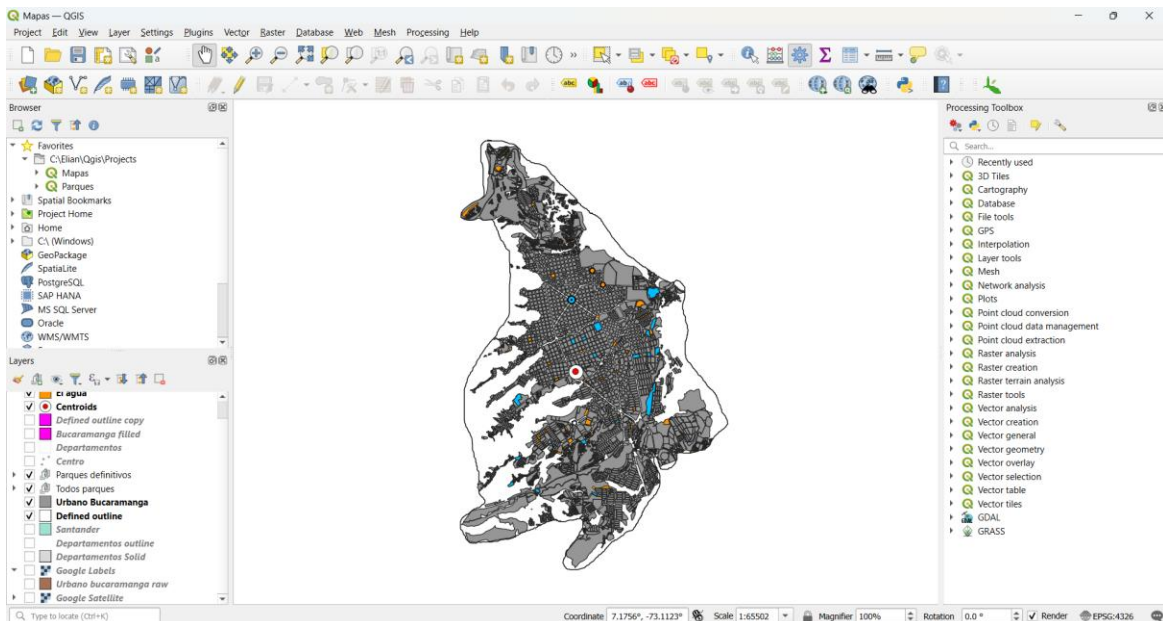 Mapas — QGIS
Project Edit View Layer Settings Plugins Vector Raster Database Web Mesh Processing Help
Browser
Favorites
C:\Elian\Qgis\Projects
Mapas
Parques
Spatial Bookmarks
Project Home
Home
C:\ (Windows)
GeoPackage
SpatiaLite
PostgreSQL
SAP HANA
MS SQL Server
Oracle
WMS/WMTS
Layers
El agua
Centroids
Defined outline copy
Bucaramanga filled
Departamentos
Centro
Parques definitivos
Todos parques
Urbano Bucaramanga
Defined outline
Santander
Departamentos outline
Departamentos Solid
Google Labels
Urbano bucaramanga raw
Google Satellite
Processing Toolbox
Search...
Recently used
3D Tiles
Cartography
Database
File tools
GPS
Interpolation
Layer tools
Mesh
Network analysis
Plots
Point cloud conversion
Point cloud data management
Point cloud extraction
Raster analysis
Raster creation
Raster terrain analysis
Raster tools
Vector analysis
Vector creation
Vector general
Vector geometry
Vector overlay
Vector selection
Vector table
Vector tiles
GDAL
GRASS
Type to locate (Ctrl+K)
Coordinate 7.1756°, -73.1123° Scale 1:65502 Magnifier 100% Rotation 0.0 ° Render EPSG:4326